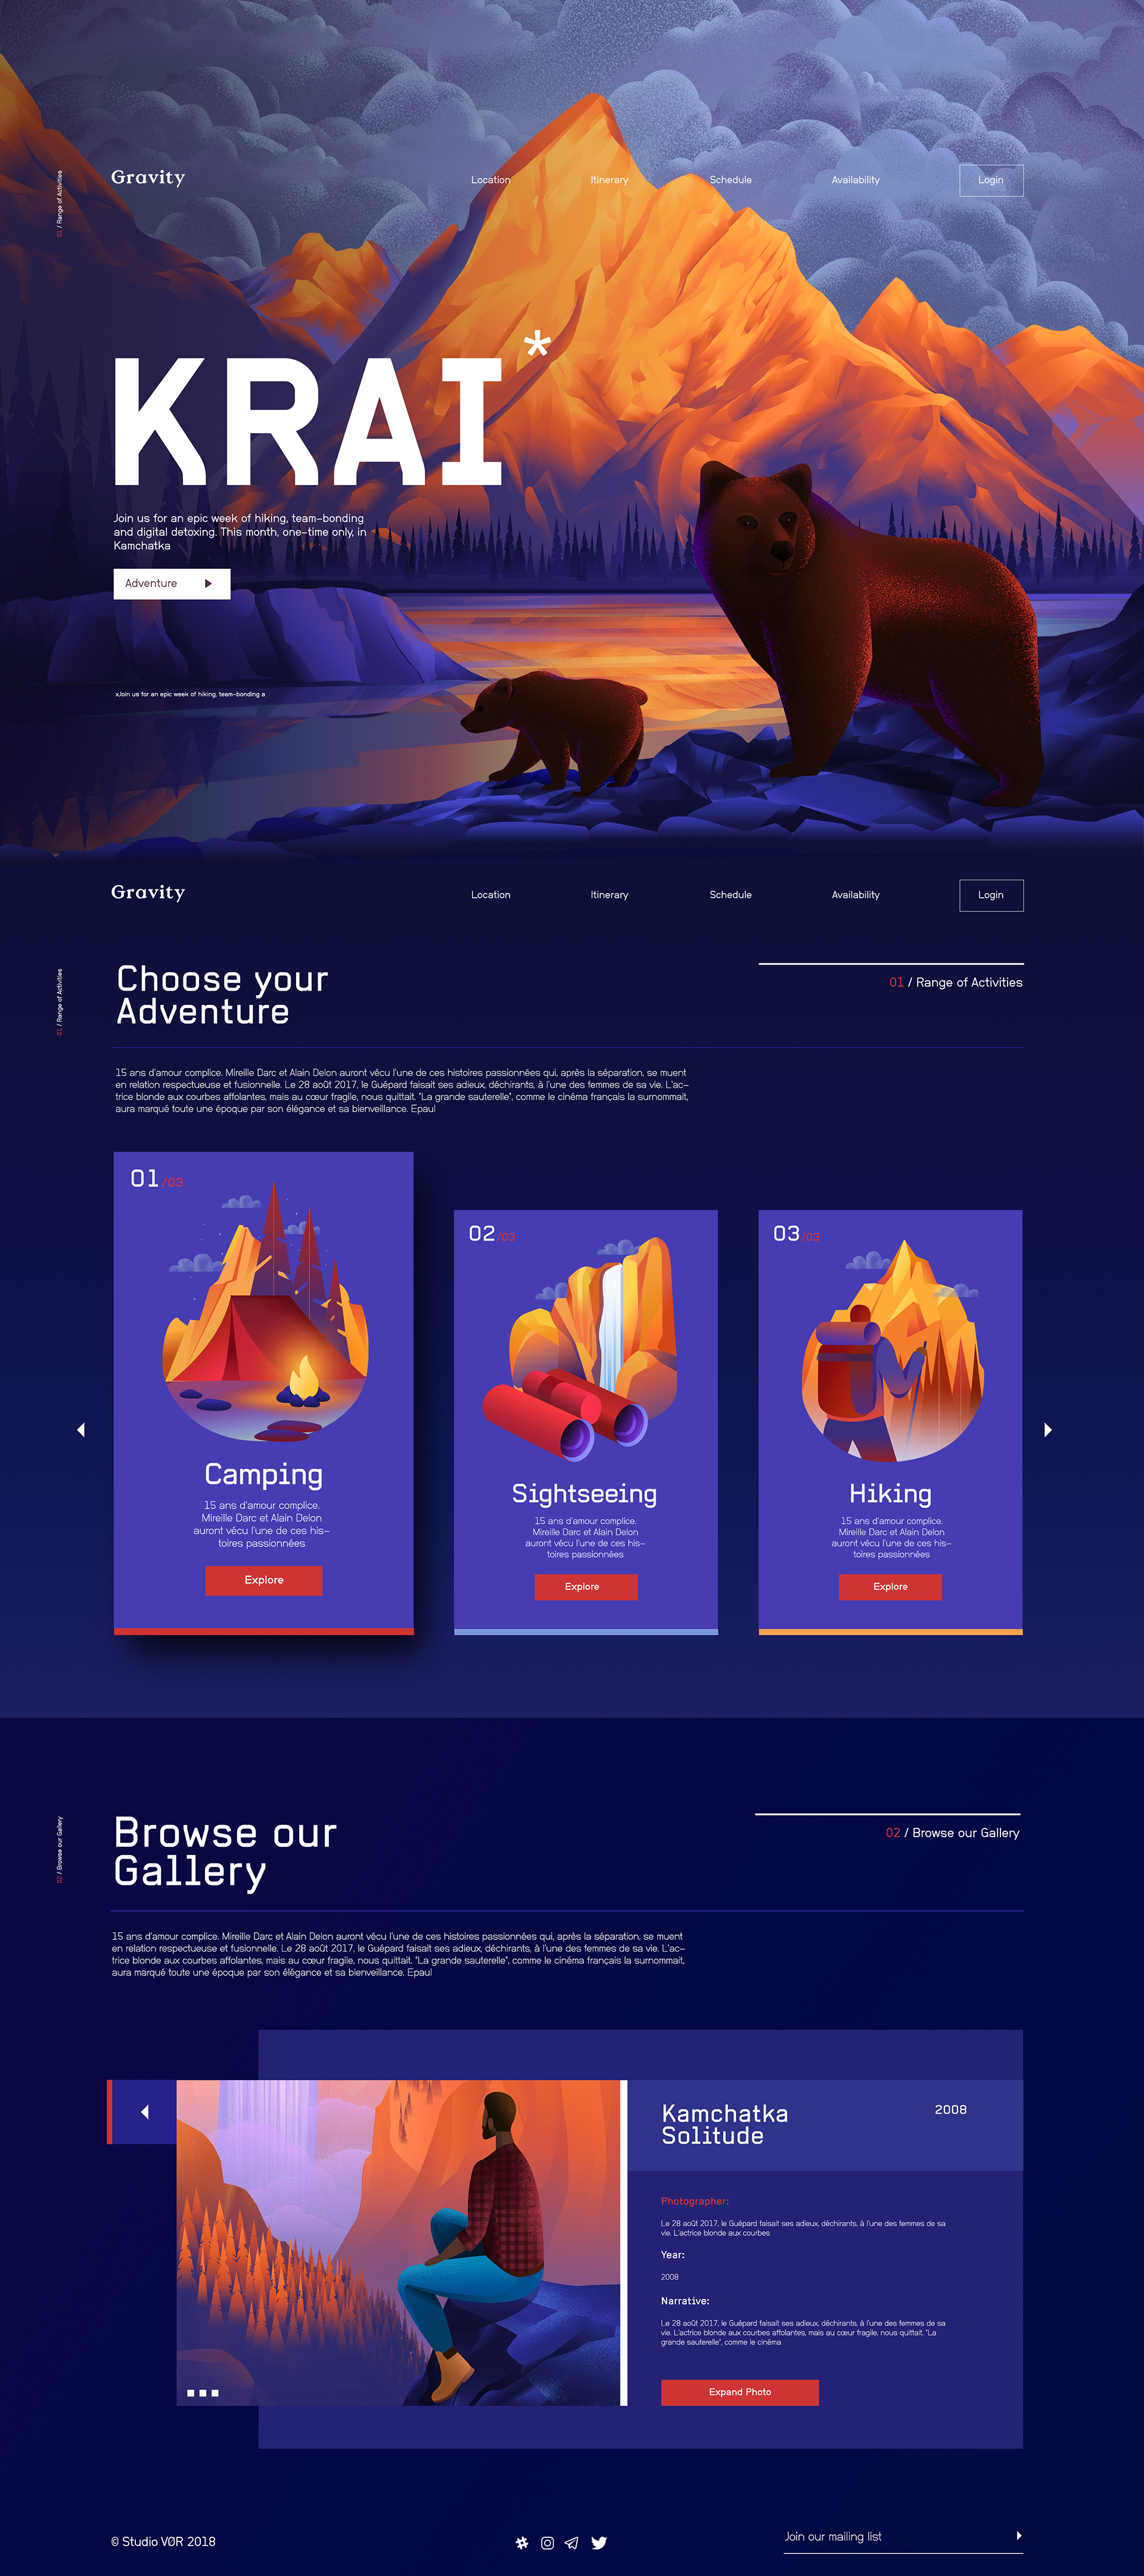 Gravity
Location
Itinerary
Schedule
Availability
Login
01 / Range of Activities
KRAI*
Join us for an epic week of hiking, team-bonding
and digital detoxing. This month, one-time only, in
Kamchatka
Adventure
xJoin us for an epic week of hiking, team-bonding a
Gravity
Location
Itinerary
Schedule
Availability
Login
01 / Range of Activities
Choose your
Adventure
01 / Range of Activities
15 ans d'amour complice. Mireille Darc et Alain Delon auront vécu l'une de ces histoires passionnées qui, après la séparation, se muent
en relation respectueuse et fusionnelle. Le 28 août 2017, le Guépard faisait ses adieux, déchirants, à l'une des femmes de sa vie. L'ac-
trice blonde aux courbes affolantes, mais au cœur fragile, nous quittait. "La grande sauterelle", comme le cinéma français la surnommait,
aura marqué toute une époque par son élégance et sa bienveillance. Epaul
01/03
Camping
15 ans d'amour complice.
Mireille Darc et Alain Delon
auront vécu l'une de ces his-
toires passionnées
Explore
02/03
Sightseeing
15 ans d'amour complice.
Mireille Darc et Alain Delon
auront vécu l'une de ces his-
toires passionnées
Explore
03/03
Hiking
15 ans d'amour complice.
Mireille Darc et Alain Delon
auront vécu l'une de ces his-
toires passionnées
Explore
02 / Browse our Gallery
Browse our
Gallery
02 / Browse our Gallery
15 ans d'amour complice. Mireille Darc et Alain Delon auront vécu l'une de ces histoires passionnées qui, après la séparation, se muent
en relation respectueuse et fusionnelle. Le 28 août 2017, le Guépard faisait ses adieux, déchirants, à l'une des femmes de sa vie. L'ac-
trice blonde aux courbes affolantes, mais au cœur fragile, nous quittait. "La grande sauterelle", comme le cinéma français la surnommait,
aura marqué toute une époque par son élégance et sa bienveillance. Epaul
Kamchatka
Solitude
2008
Photographer:
Le 28 août 2017, le Guépard faisait ses adieux, déchirants, à l'une des femmes de sa
vie. L'actrice blonde aux courbes
Year:
2008
Narrative:
Le 28 août 2017, le Guépard faisait ses adieux, déchirants, à l'une des femmes de sa
vie. L'actrice blonde aux courbes affolantes, mais au cœur fragile, nous quittait. "La
grande sauterelle", comme le cinéma
Expand Photo
© Studio VØR 2018
Join our mailing list